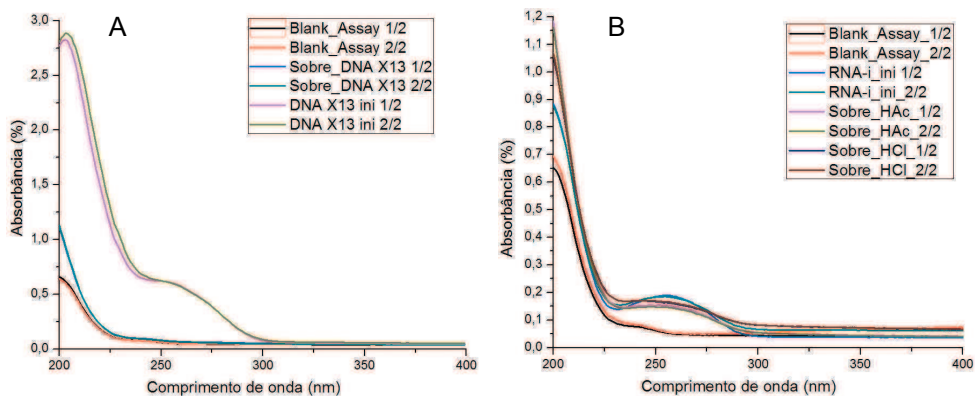 A
3,0
2,5
2,0
1,5
1,0
0,5
0,0
Absorbância (%)
200 250 300 350 400
Comprimento de onda (nm)
Blank_Assay 1/2
Blank_Assay 2/2
Sobre_DNA X13 1/2
Sobre_DNA X13 2/2
DNA X13 ini 1/2
DNA X13 ini 2/2
B
1,2
1,1
1,0
0,9
0,8
0,7
0,6
0,5
0,4
0,3
0,2
0,1
0,0
Absorbância (%)
200 250 300 350 400
Comprimento de onda (nm)
Blank_Assay_1/2
Blank_Assay_2/2
RNA-i_ini 1/2
RNA-i_ini_2/2
Sobre_HAc_1/2
Sobre_HAc_2/2
Sobre_HCl_1/2
Sobre_HCl_2/2